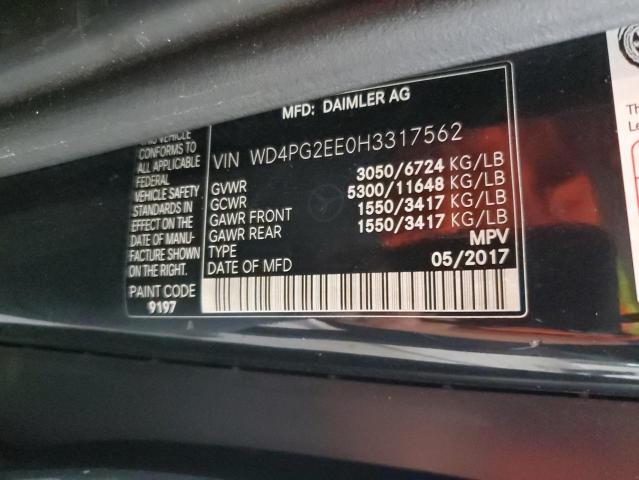 MFD: DAIMLER AG
THIS VEHICLE
CONFORMS TO
ALL APPLICABLE
FEDERAL
VEHICLE SAFETY
STANDARDS IN
EFFECT ON THE
DATE OF MANU-
FACTURE SHOWN
ON THE RIGHT.
PAINT CODE
9197
VIN WD4PG2EE0H3317562
GVWR 3050/6724 KG/LB
GCWR 5300/11648 KG/LB
GAWR FRONT 1550/3417 KG/LB
GAWR REAR 1550/3417 KG/LB
TYPE MPV
DATE OF MFD 05/2017
A